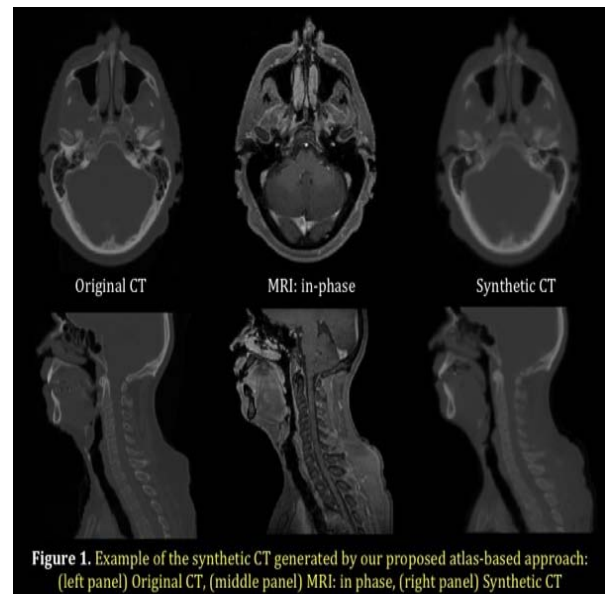 Original CT
MRI: in-phase
Synthetic CT
Figure 1. Example of the synthetic CT generated by our proposed atlas-based approach:
(left panel) Original CT, (middle panel) MRI: in phase, (right panel) Synthetic CT